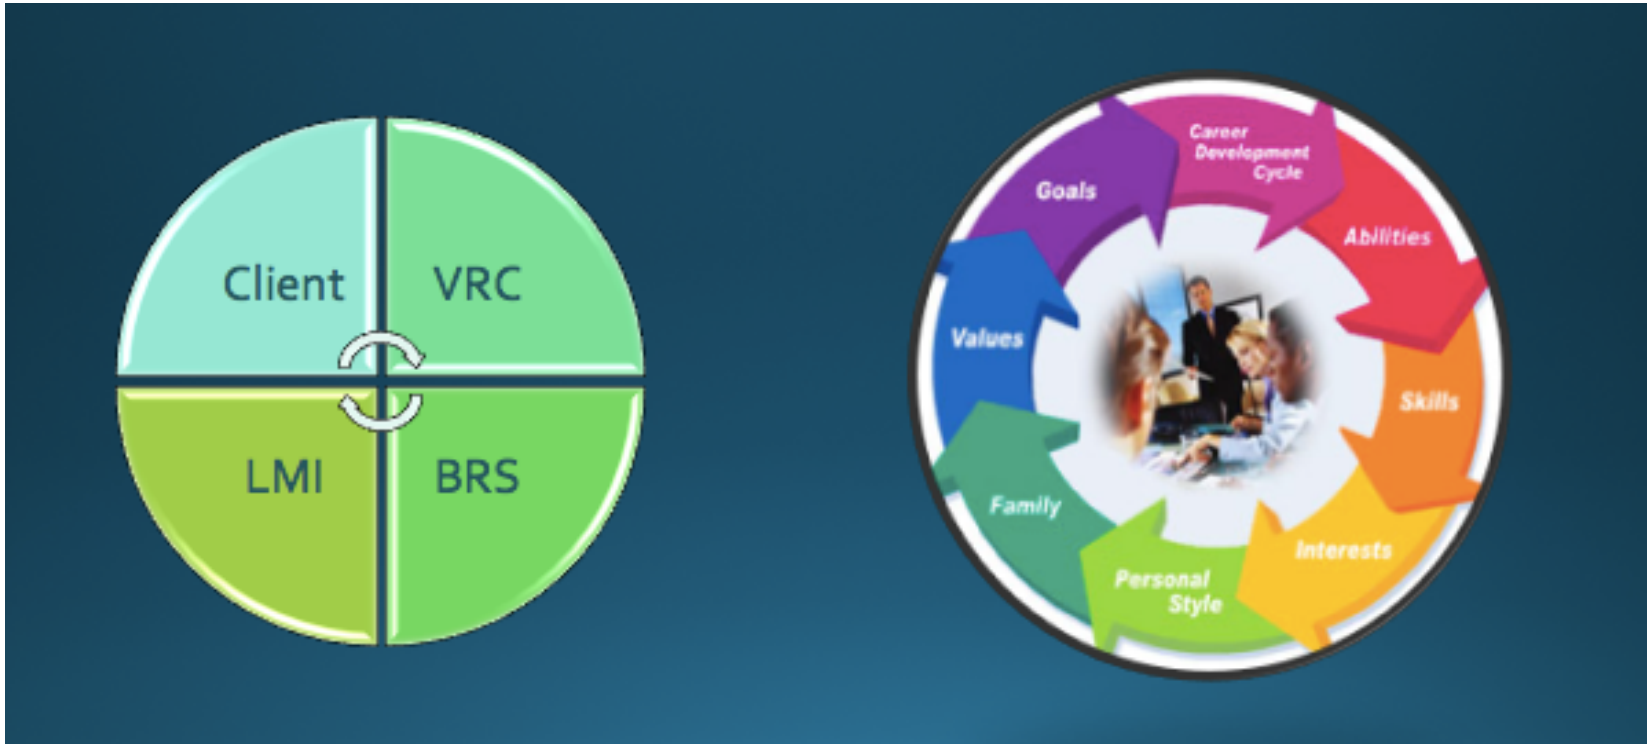 Client
VRC
LMI
BRS
Career
Development
Cycle
Abilities
Skills
Interests
Personal
Style
Family
Values
Goals